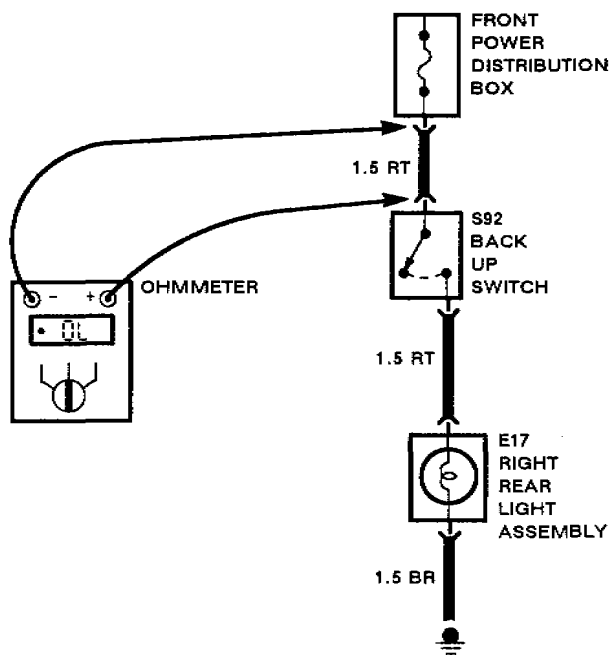 FRONT
POWER
DISTRIBUTION
BOX
1.5 RT
S92
BACK
UP
SWITCH
OHMMETER
- +
OL
1.5 RT
E17
RIGHT
REAR
LIGHT
ASSEMBLY
1.5 BR